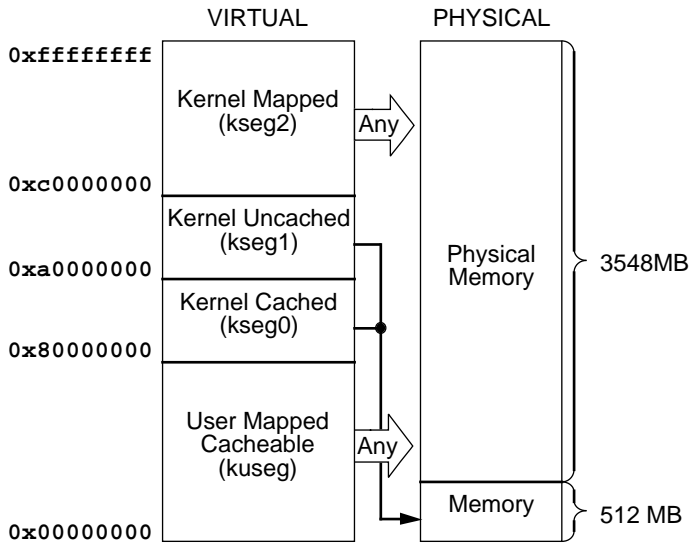 VIRTUAL
PHYSICAL
0xffffffff
Kernel Mapped
(kseg2)
Any
0xc0000000
Kernel Uncached
(kseg1)
0xa0000000
Physical
Memory
3548MB
Kernel Cached
(kseg0)
0x80000000
User Mapped
Cacheable
(kuseg)
Any
Memory
512 MB
0x00000000